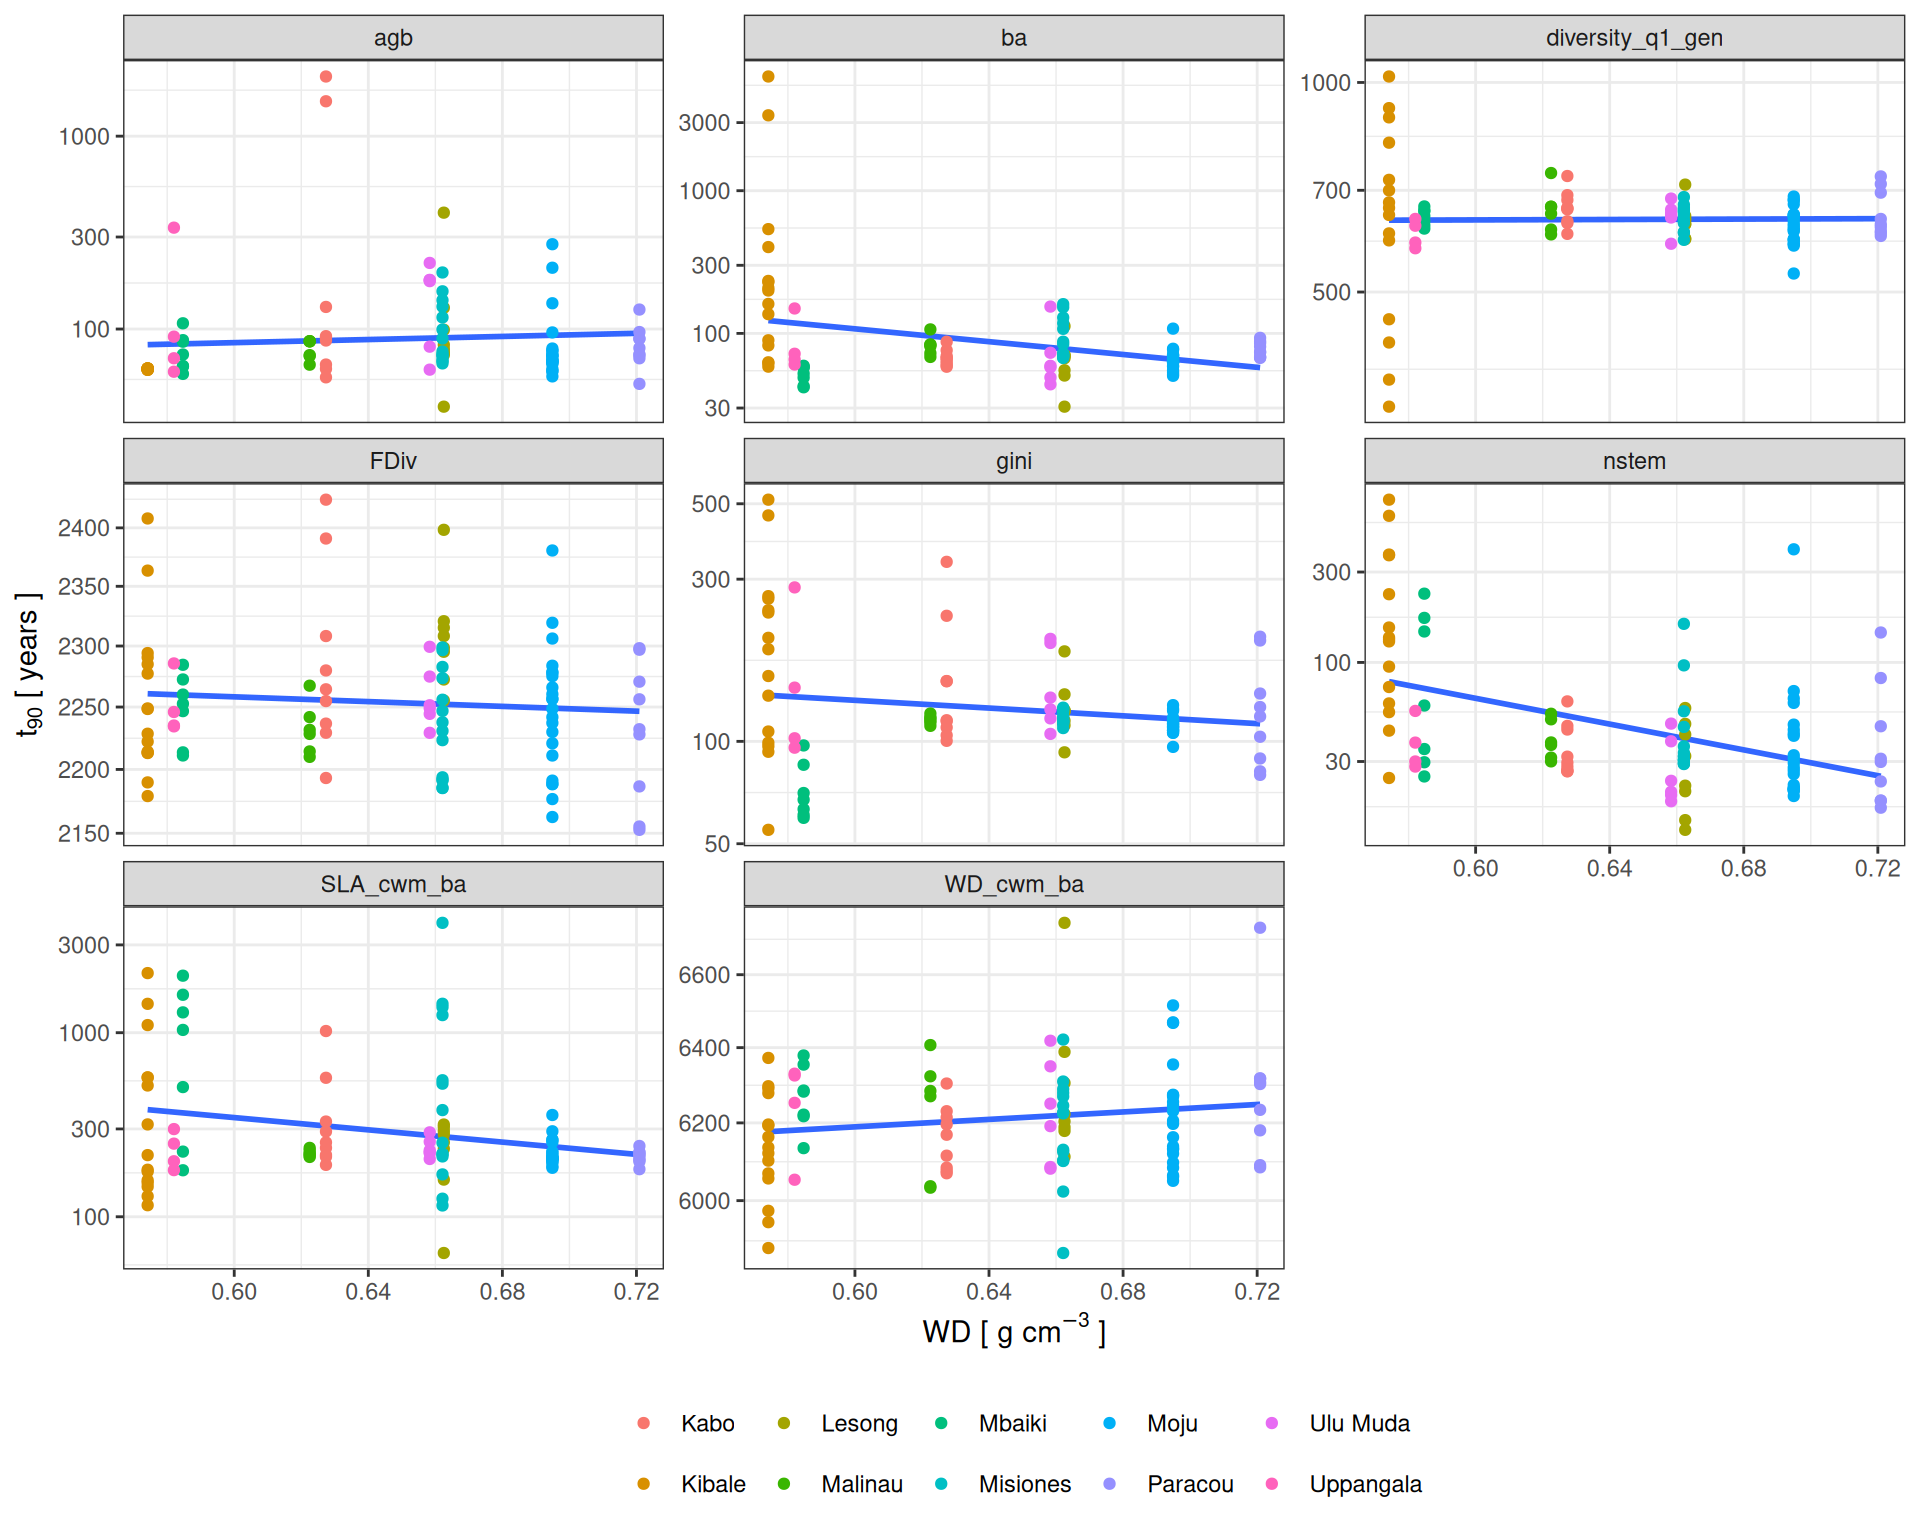 agb
ba
diversity_q1_gen
1000
300
100
3000
1000
300
100
30
1000
700
500
FDiv
gini
nstem
2400
2350
2300
2250
2200
2150
500
300
100
50
300
100
30
0.60 0.64 0.68 0.72
SLA_cwm_ba
WD_cwm_ba
3000
1000
300
100
6600
6400
6200
6000
0.60 0.64 0.68 0.72
0.60 0.64 0.68 0.72
t90 [ years ]
WD [ g cm−3 ]
Kabo Lesong Mbaiki Moju Ulu Muda
Kibale Malinau Misiones Paracou Uppangala